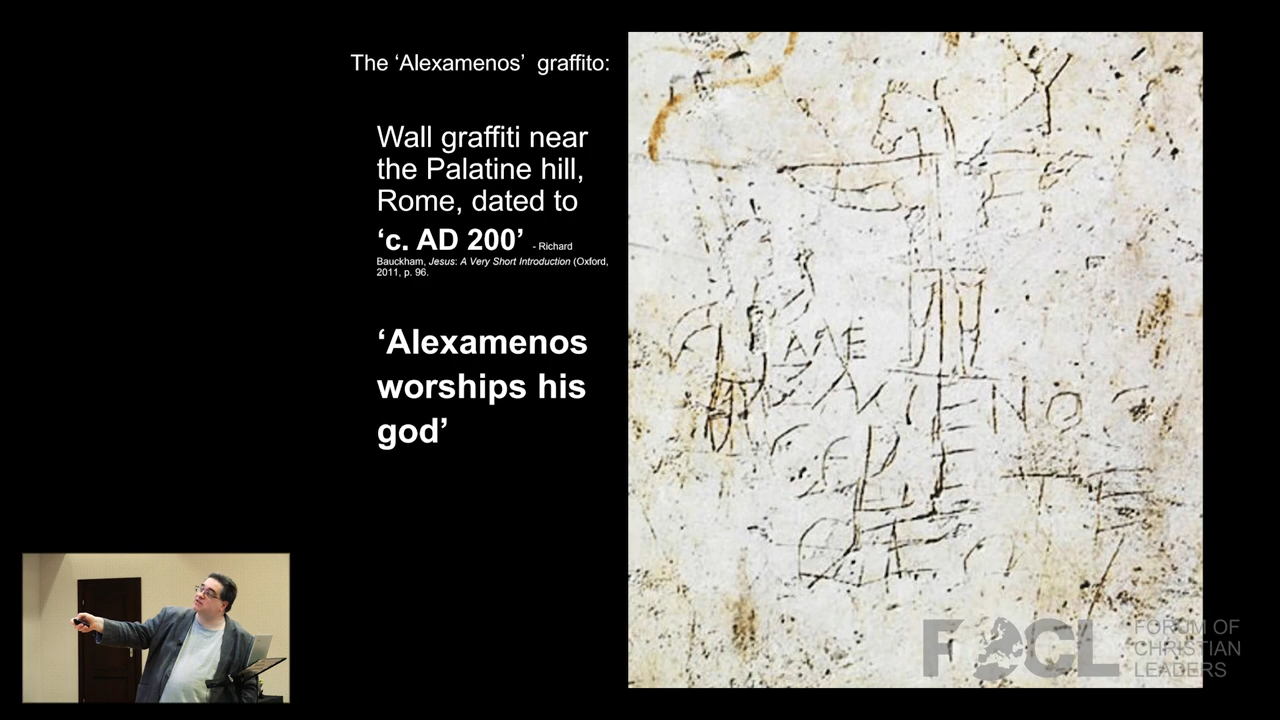 The ‘Alexamenos’ graffito:
Wall graffiti near
the Palatine hill,
Rome, dated to
‘c. AD 200’ - Richard
Bauckham, Jesus: A Very Short Introduction (Oxford,
2011, p. 96.
‘Alexamenos
worships his
god’
ΑΛΕ
ΞΑΜΕΝΟϹ
ϹΕΒΕΤΕ
ΘΕΟΝ
FOCL
FORUM OF
CHRISTIAN
LEADERS